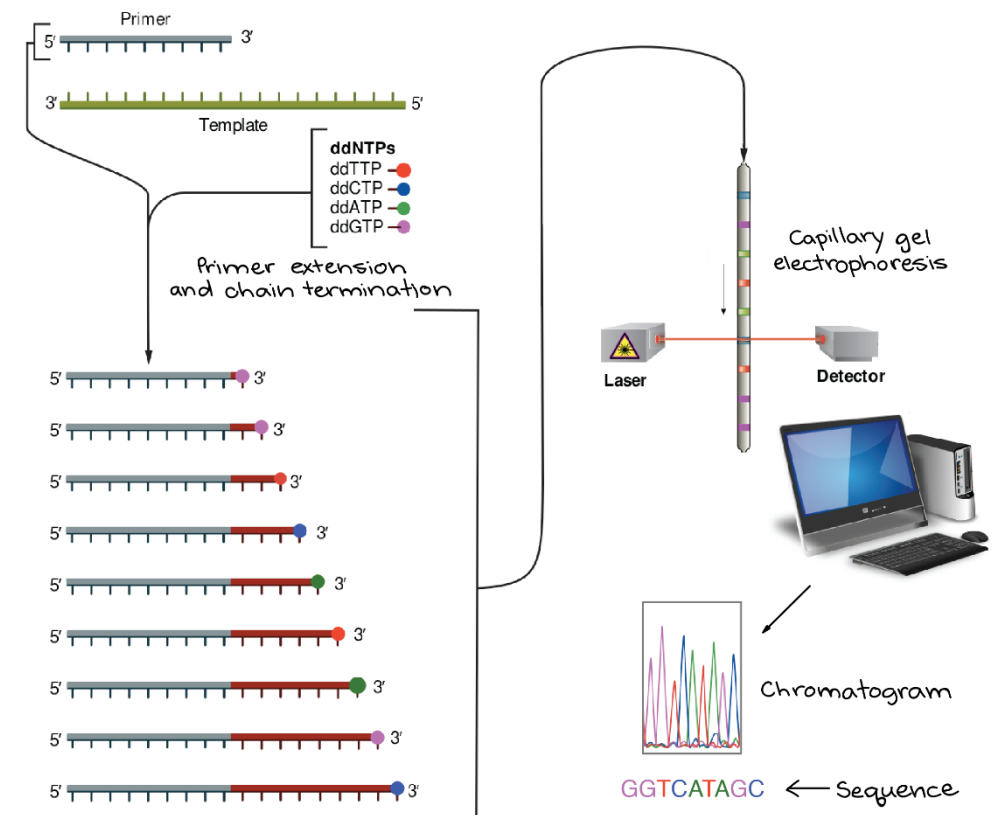 Primer
5′ 3′
3′ 5′
Template
ddNTPs
ddTTP
ddCTP
ddATP
ddGTP
Primer extension
and chain termination
5′ 3′
5′ 3′
5′ 3′
5′ 3′
5′ 3′
5′ 3′
5′ 3′
5′ 3′
5′ 3′
Capillary gel
electrophoresis
Laser
Detector
Chromatogram
GGTCATAGC
Sequence